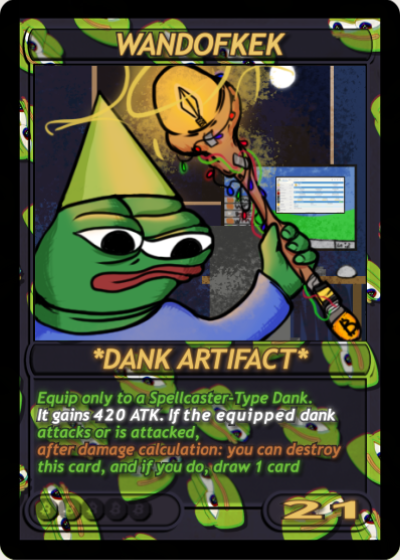 WANDOFKEK
*DANK ARTIFACT*
Equip only to a Spellcaster-Type Dank.
It gains 420 ATK. If the equipped dank
attacks or is attacked,
after damage calculation: you can destroy
this card, and if you do, draw 1 card
21